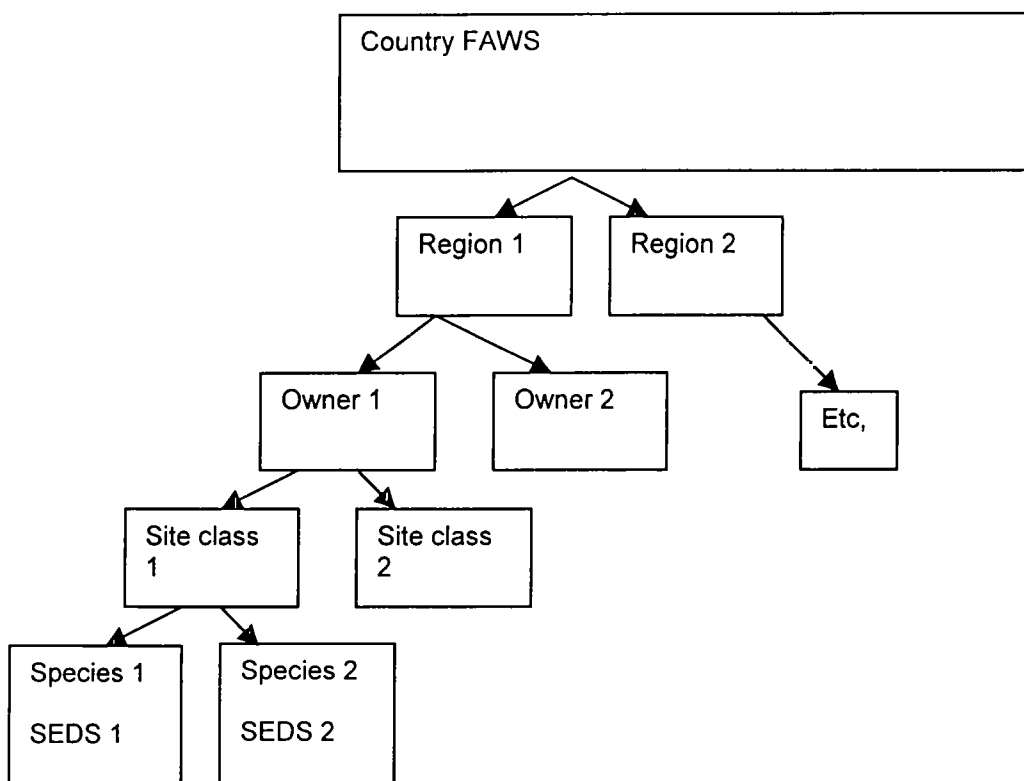 Country FAWS
Region 1
Region 2
Owner 1
Owner 2
Etc,
Site class
1
Site class
2
Species 1
SEDS 1
Species 2
SEDS 2